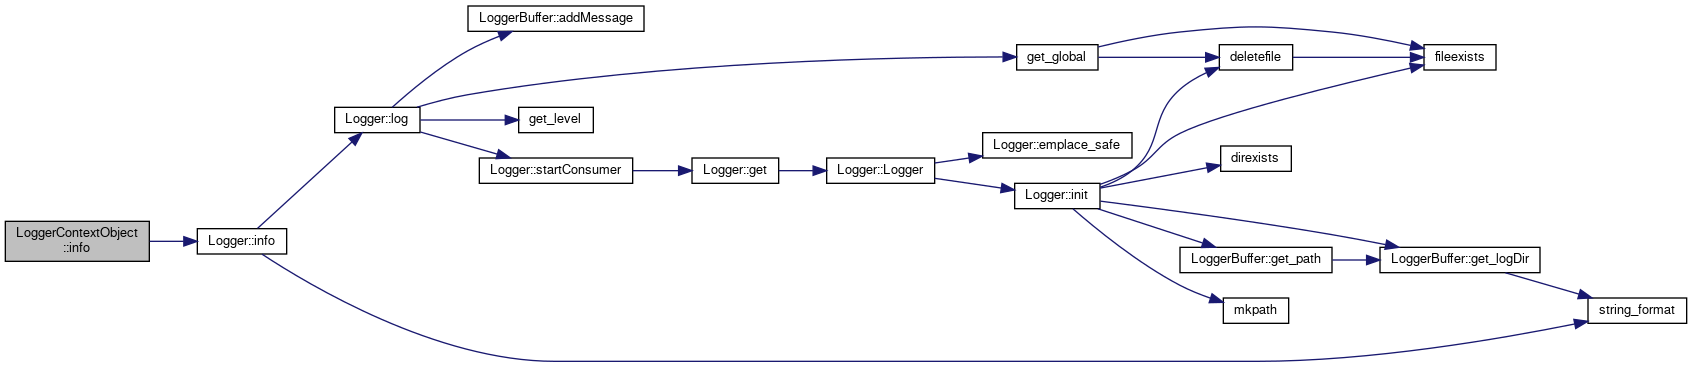 LoggerContextObject
::info
Logger::info
Logger::log
LoggerBuffer::addMessage
get_level
Logger::startConsumer
Logger::get
Logger::Logger
Logger::emplace_safe
Logger::init
get_global
deletefile
fileexists
direxists
LoggerBuffer::get_path
LoggerBuffer::get_logDir
mkpath
string_format